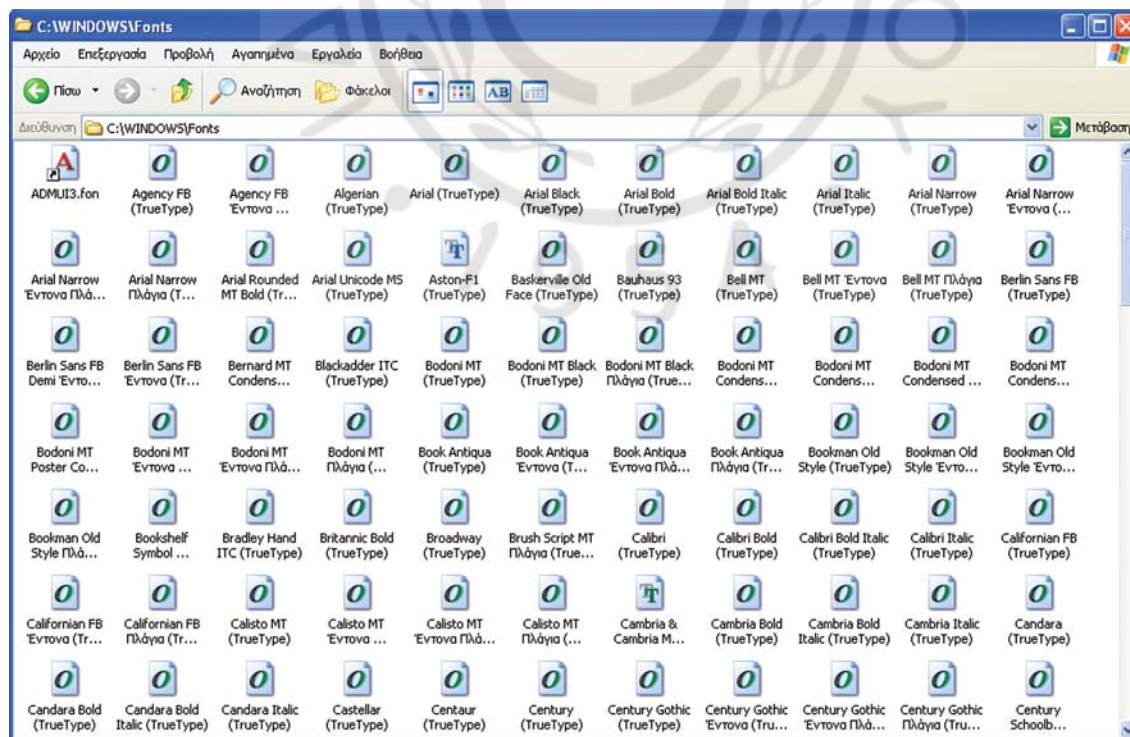 C:\WINDOWS\Fonts
Αρχείο Επεξεργασία Προβολή Αγαπημένα Εργαλεία Βοήθεια
Πίσω Αναζήτηση Φάκελοι
Διεύθυνση C:\WINDOWS\Fonts Μετάβαση
ADMUI3.fon Agency FB Agency FB Algerian Arial (TrueType) Arial Black Arial Bold Arial Bold Italic Arial Italic Arial Narrow Arial Narrow
(TrueType) Έντονα ... (TrueType) (TrueType) (TrueType) (TrueType) (TrueType) (TrueType) Έντονα (...
Arial Narrow Arial Narrow Arial Rounded Arial Unicode MS Aston-F1 Baskerville Old Bauhaus 93 Bell MT Bell MT Έντονα Bell MT Πλάγια Berlin Sans FB
Έντονα Πλά... Πλάγια (T... MT Bold (Tr... (TrueType) (TrueType) Face (TrueType) (TrueType) (TrueType) (TrueType) (TrueType) (TrueType)
Berlin Sans FB Berlin Sans FB Bernard MT Blackadder ITC Bodoni MT Bodoni MT Black Bodoni MT Black Bodoni MT Bodoni MT Bodoni MT Bodoni MT
Demi Έντο... Έντονα (Tr... Condens... (TrueType) (TrueType) (TrueType) Πλάγια (True... Condens... Condens... Condensed ... Condens...
Bodoni MT Bodoni MT Bodoni MT Bodoni MT Book Antiqua Book Antiqua Book Antiqua Book Antiqua Bookman Old Bookman Old Bookman Old
Poster Co... Έντονα ... Έντονα Πλά... Πλάγια (... (TrueType) Έντονα (T... Έντονα Πλά... Πλάγια (Tr... Style (TrueType) Style Έντο... Style Έντο...
Bookman Old Bookshelf Bradley Hand Britannic Bold Broadway Brush Script MT Calibri Calibri Bold Calibri Bold Italic Calibri Italic Californian FB
Style Πλά... Symbol ... ITC (TrueType) (TrueType) (TrueType) Πλάγια (True... (TrueType) (TrueType) (TrueType) (TrueType) (TrueType)
Californian FB Californian FB Calisto MT Calisto MT Calisto MT Calisto MT Cambria & Cambria Bold Cambria Bold Cambria Italic Candara
Έντονα (Tr... Πλάγια (Tr... (TrueType) Έντονα ... Έντονα Πλά... Πλάγια (... Cambria M... (TrueType) Italic (TrueType) (TrueType) (TrueType)
Candara Bold Candara Bold Candara Italic Castellar Centaur Century Century Gothic Century Gothic Century Gothic Century Gothic Century
(TrueType) Italic (TrueType) (TrueType) (TrueType) (TrueType) (TrueType) (TrueType) Έντονα (Tru... Έντονα Πλά... Πλάγια (Tru... Schoolb...